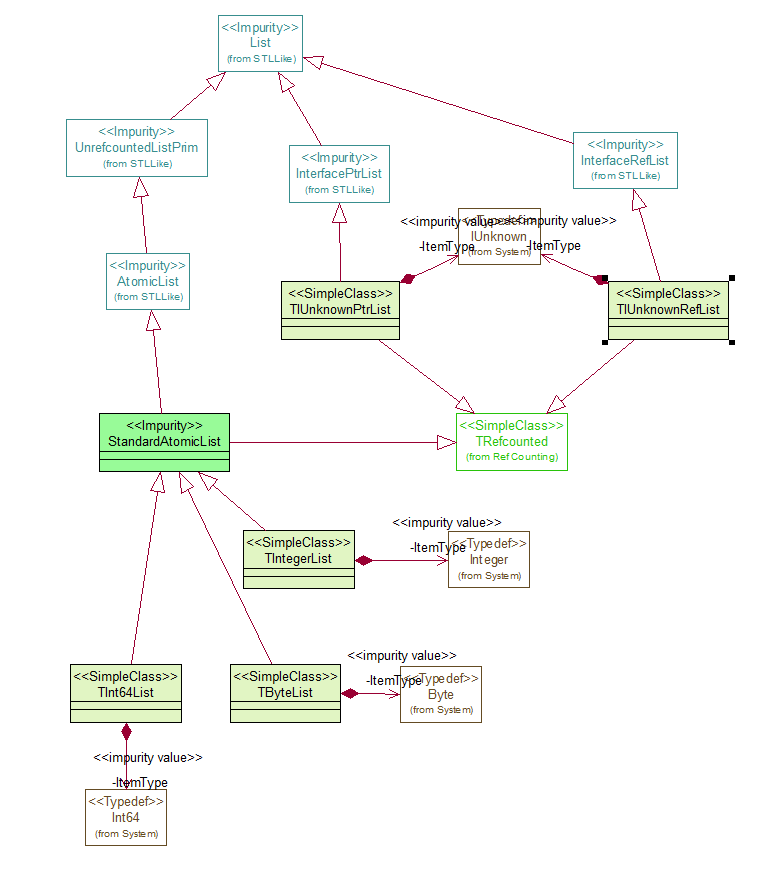 <<Impurity>>
List
(from STLLike)
<<Impurity>>
UnrefcountedListPrim
(from STLLike)
<<Impurity>>
InterfacePtrList
(from STLLike)
<<Impurity>>
InterfaceRefList
(from STLLike)
<<impurity value>>
<<Typedef>>
<<impurity value>>
IUnknown
-ItemType
-ItemType
(from System)
<<Impurity>>
AtomicList
(from STLLike)
<<SimpleClass>>
TIUnknownPtrList
<<SimpleClass>>
TIUnknownRefList
<<Impurity>>
StandardAtomicList
<<SimpleClass>>
TRefcounted
(from Ref Counting)
<<impurity value>>
<<SimpleClass>>
TIntegerList
-ItemType
<<Typedef>>
Integer
(from System)
<<impurity value>>
<<SimpleClass>>
TInt64List
<<SimpleClass>>
TByteList
-ItemType
<<Typedef>>
Byte
(from System)
<<impurity value>>
-ItemType
<<Typedef>>
Int64
(from System)